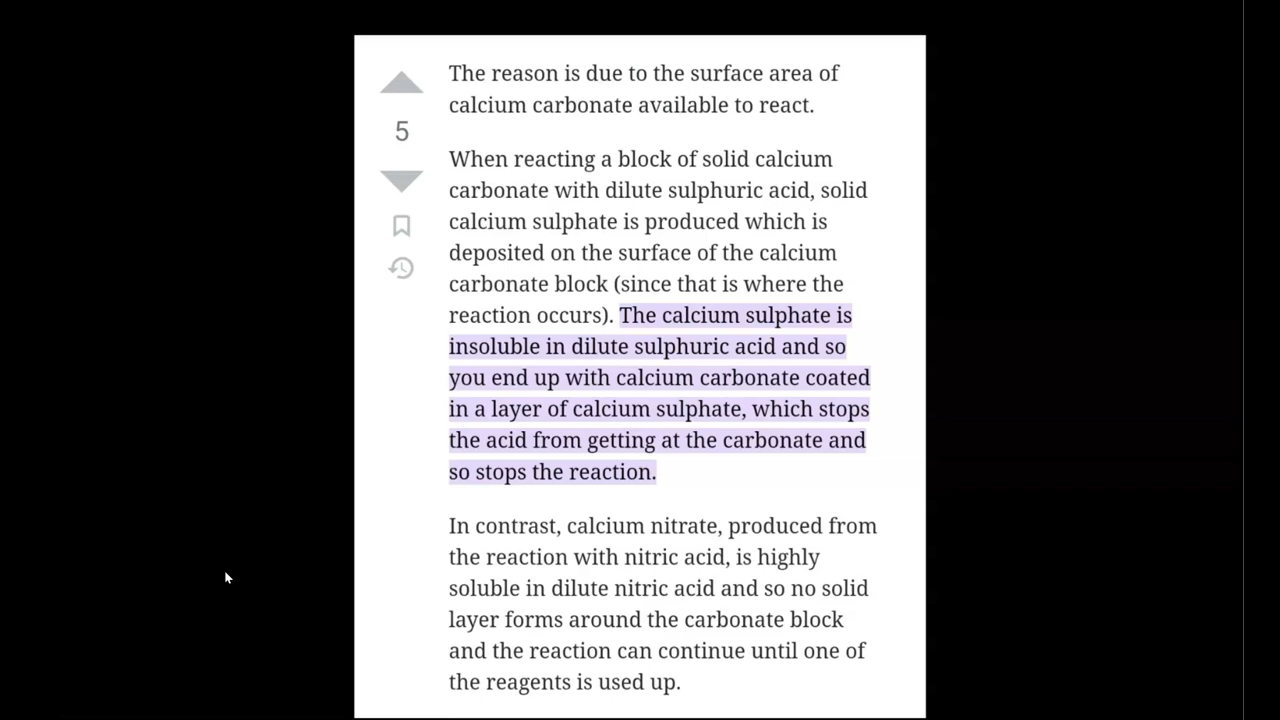 The reason is due to the surface area of
calcium carbonate available to react.
5
When reacting a block of solid calcium
carbonate with dilute sulphuric acid, solid
calcium sulphate is produced which is
deposited on the surface of the calcium
carbonate block (since that is where the
reaction occurs). The calcium sulphate is
insoluble in dilute sulphuric acid and so
you end up with calcium carbonate coated
in a layer of calcium sulphate, which stops
the acid from getting at the carbonate and
so stops the reaction.
In contrast, calcium nitrate, produced from
the reaction with nitric acid, is highly
soluble in dilute nitric acid and so no solid
layer forms around the carbonate block
and the reaction can continue until one of
the reagents is used up.